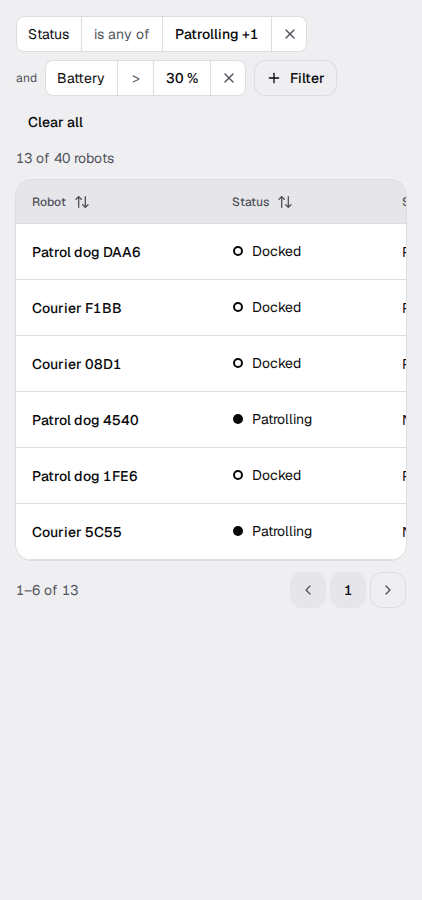 Status is any of Patrolling +1
and Battery > 30 % Filter
Clear all
13 of 40 robots
Robot Status
Patrol dog DAA6 Docked
Courier F1BB Docked
Courier 08D1 Docked
Patrol dog 4540 Patrolling
Patrol dog 1FE6 Docked
Courier 5C55 Patrolling
1–6 of 13 1